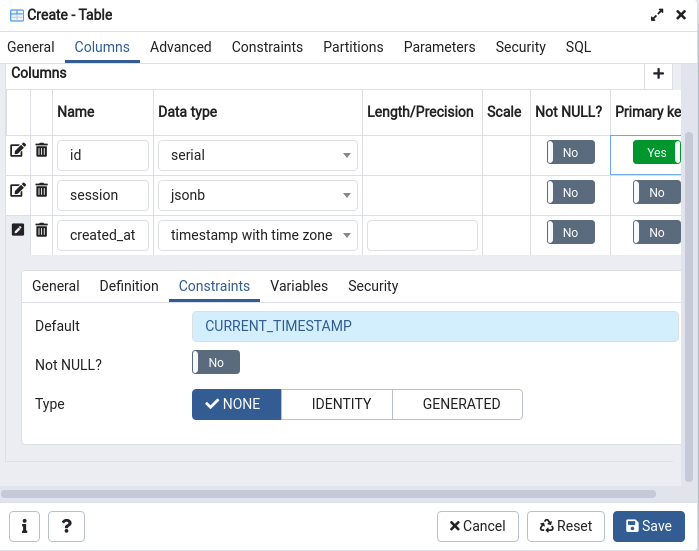 Create - Table
General Columns Advanced Constraints Partitions Parameters Security SQL
Columns
Name Data type Length/Precision Scale Not NULL? Primary ke
id serial No Yes
session jsonb No No
created_at timestamp with time zone No No
General Definition Constraints Variables Security
Default CURRENT_TIMESTAMP
Not NULL? No
Type NONE IDENTITY GENERATED
i ? Cancel Reset Save